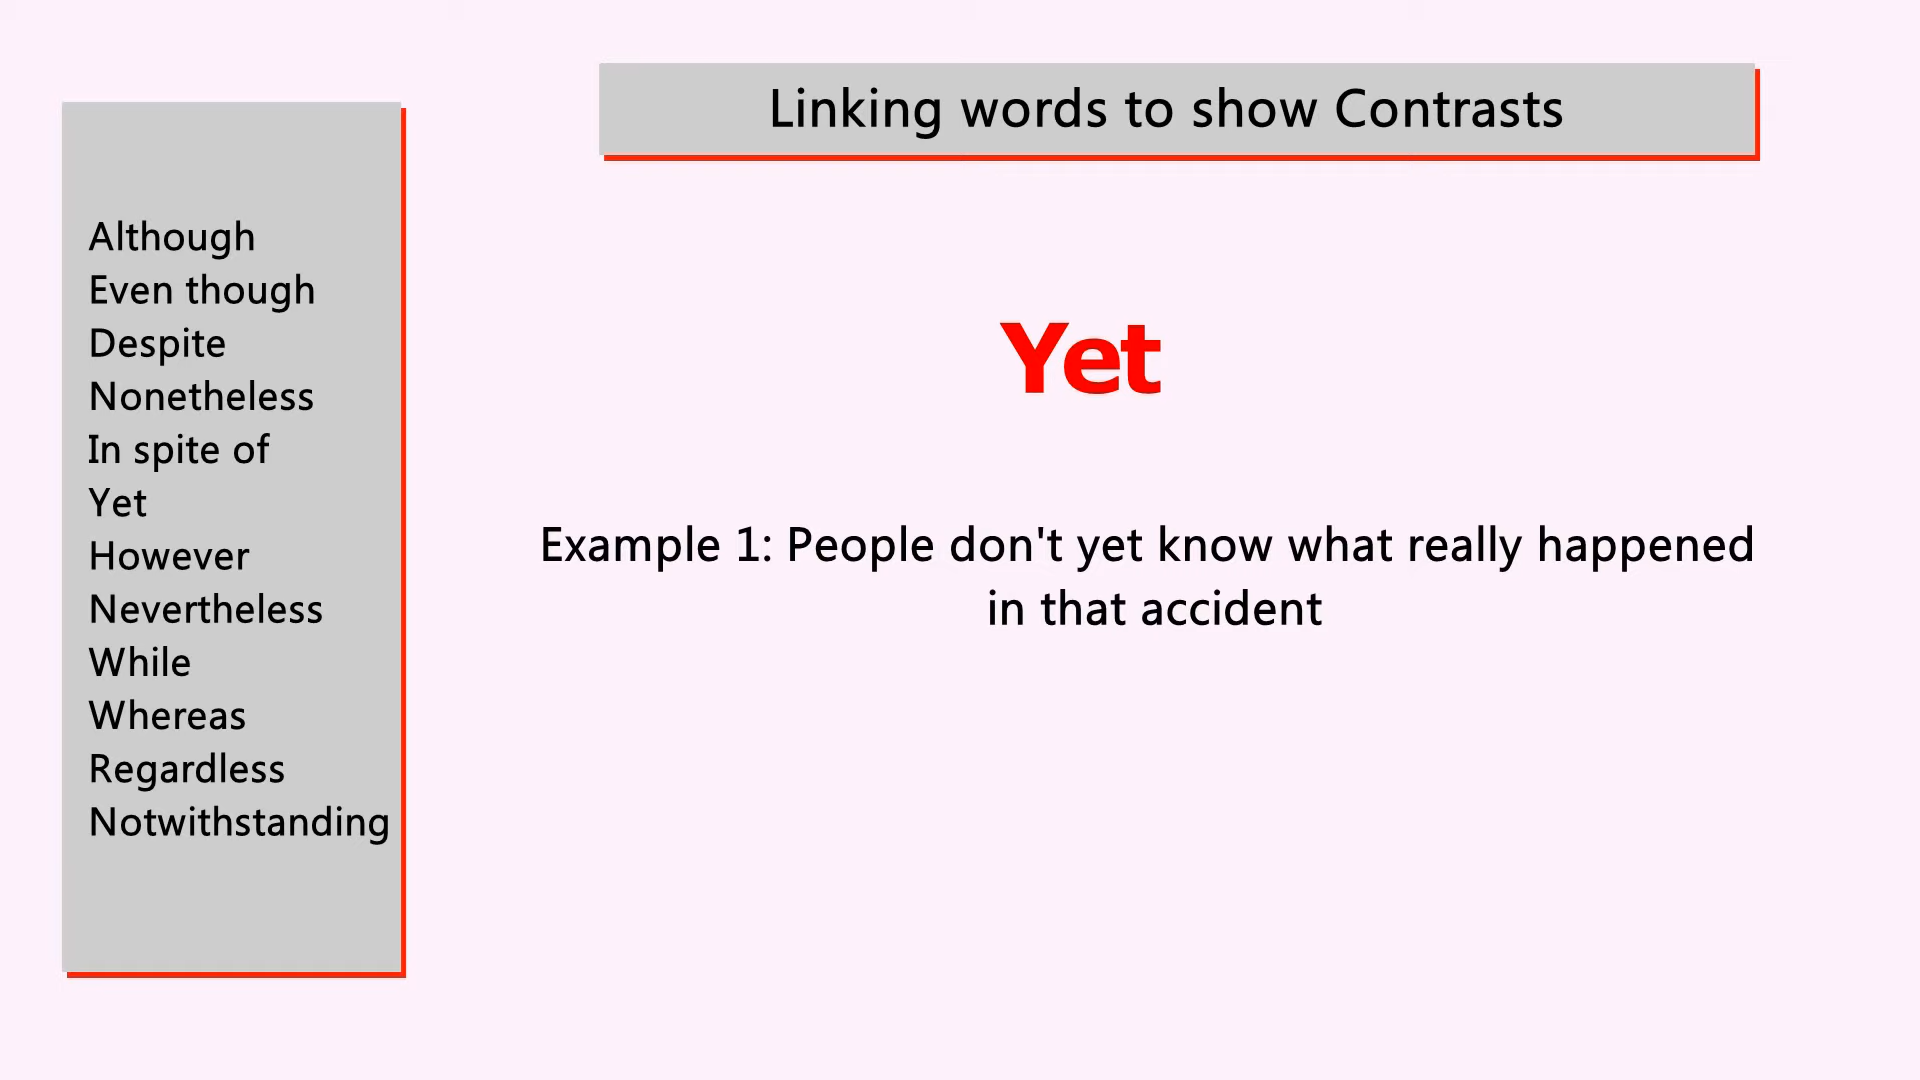 Linking words to show Contrasts
Although
Even though
Despite
Nonetheless
In spite of
Yet
However
Nevertheless
While
Whereas
Regardless
Notwithstanding
Yet
Example 1: People don't yet know what really happened
in that accident